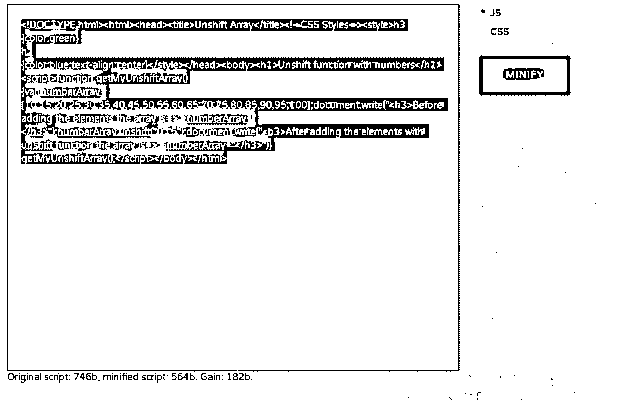 <!DOCTYPE html><html><head><title>Unshift Array</title><!--CSS Styles--><style>h3
{color:green}
h1
{color:blue;text-align:center}</style></head><body><h1>Unshift function with numbers</h1>
<script>function getMyUnshiftArray()
{var numberArray
[10,15,20,25,30,35,40,45,50,55,60,65,70,75,80,85,90,95,100];document.write("<h3>Before
adding the elements the array is numberArray
</h3>" numberArray.unshift document.write("<h3>After adding the elements with
unshift function the array is numberArray </h3>")}
getMyUnshiftArray();</script></body></html>
JS
CSS
MINIFY
Original script: 746b, minified script: 564b. Gain: 182b.